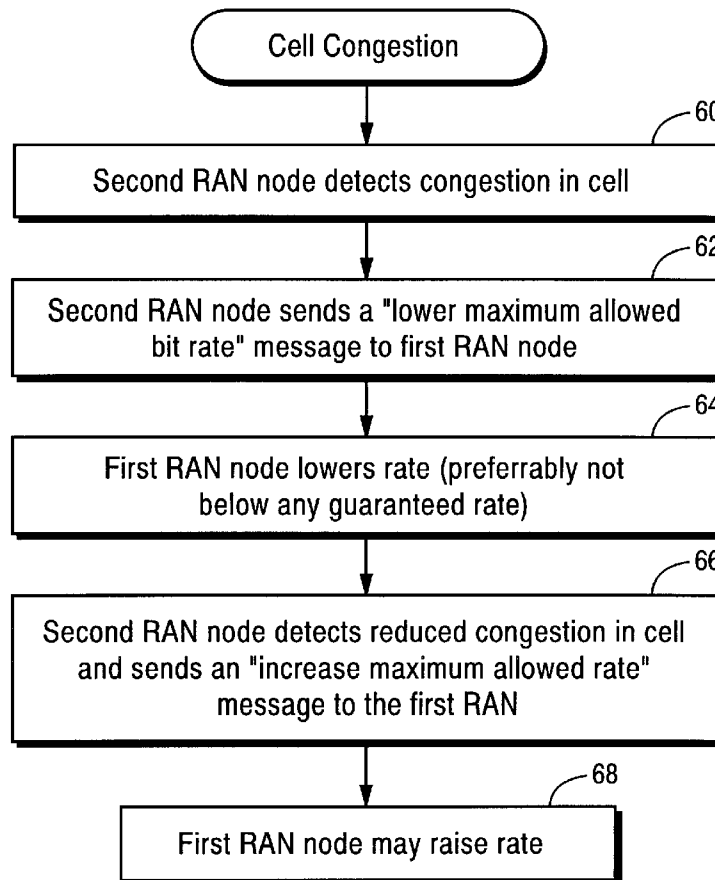 Cell Congestion
60
Second RAN node detects congestion in cell
62
Second RAN node sends a "lower maximum allowed
bit rate" message to first RAN node
64
First RAN node lowers rate (preferrably not
below any guaranteed rate)
66
Second RAN node detects reduced congestion in cell
and sends an "increase maximum allowed rate"
message to the first RAN
68
First RAN node may raise rate